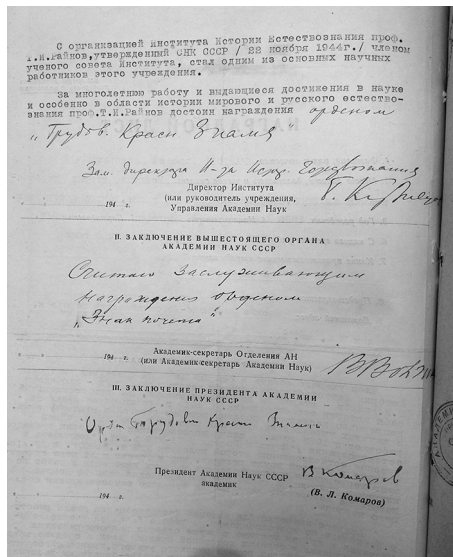 С организацией Института Истории Естествознания проф.
Т.И.Райнов, утвержденный СНК СССР / 22 ноября 1944г./ членом
ученого совета Института, стал одним из основных научных
работников этого учреждения.
За многолетнюю работу и выдающиеся достижения в науке
и особенно в области истории мирового и русского естество-
знания проф.Т.И.Райнов достоин награждения орденом
„Трудов. Красн Знамя"
Зам. директора И-та Истор. Естествознания
Директор Института
(или руководитель учреждения,
Управления Академии Наук
194 г.
II. ЗАКЛЮЧЕНИЕ ВЫШЕСТОЯЩЕГО ОРГАНА
АКАДЕМИИ НАУК СССР
Считаю заслуживающим
награждения орденом
„Знак почета"
194 г.
Академик-секретарь Отделения АН
(или Академик-секретарь Академии Наук)
III. ЗАКЛЮЧЕНИЕ ПРЕЗИДЕНТА АКАДЕМИИ
НАУК СССР
Орден Трудовы Красн Знамени
Президент Академии Наук СССР
академик
В Комаров
(В. Л. Комаров)
194 г.